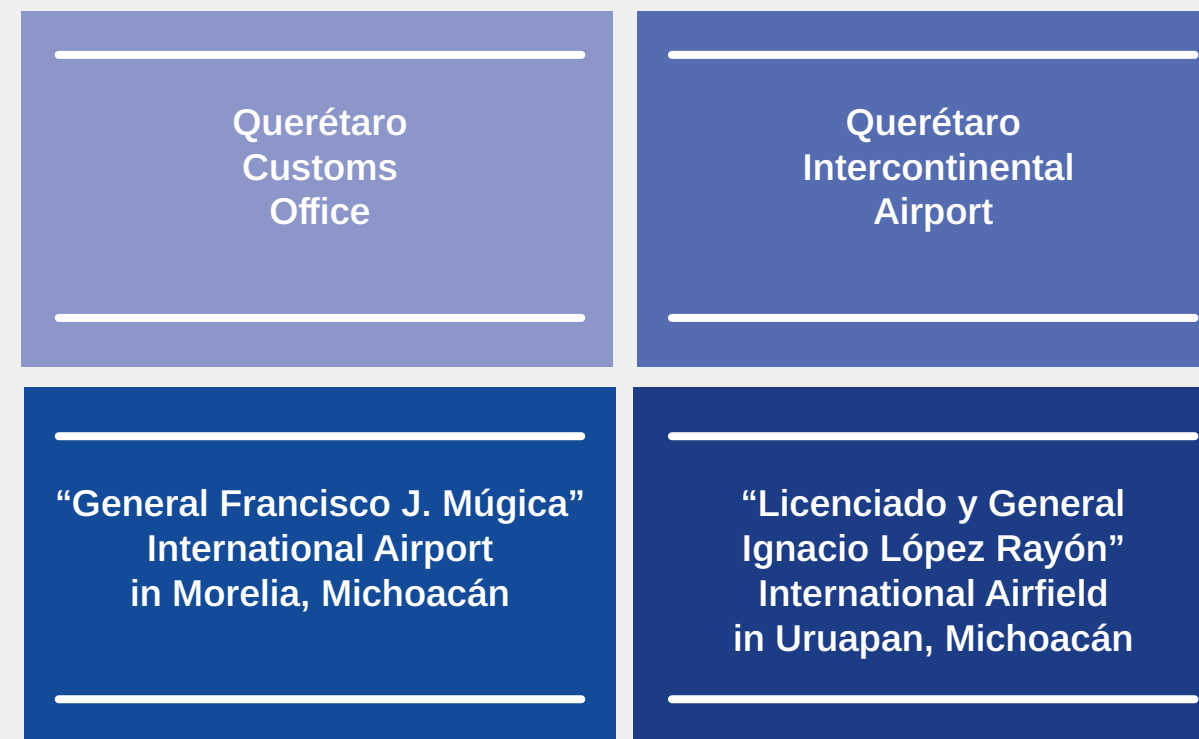 Querétaro
Customs
Office
Querétaro
Intercontinental
Airport
“General Francisco J. Múgica”
International Airport
in Morelia, Michoacán
“Licenciado y General
Ignacio López Rayón”
International Airfield
in Uruapan, Michoacán